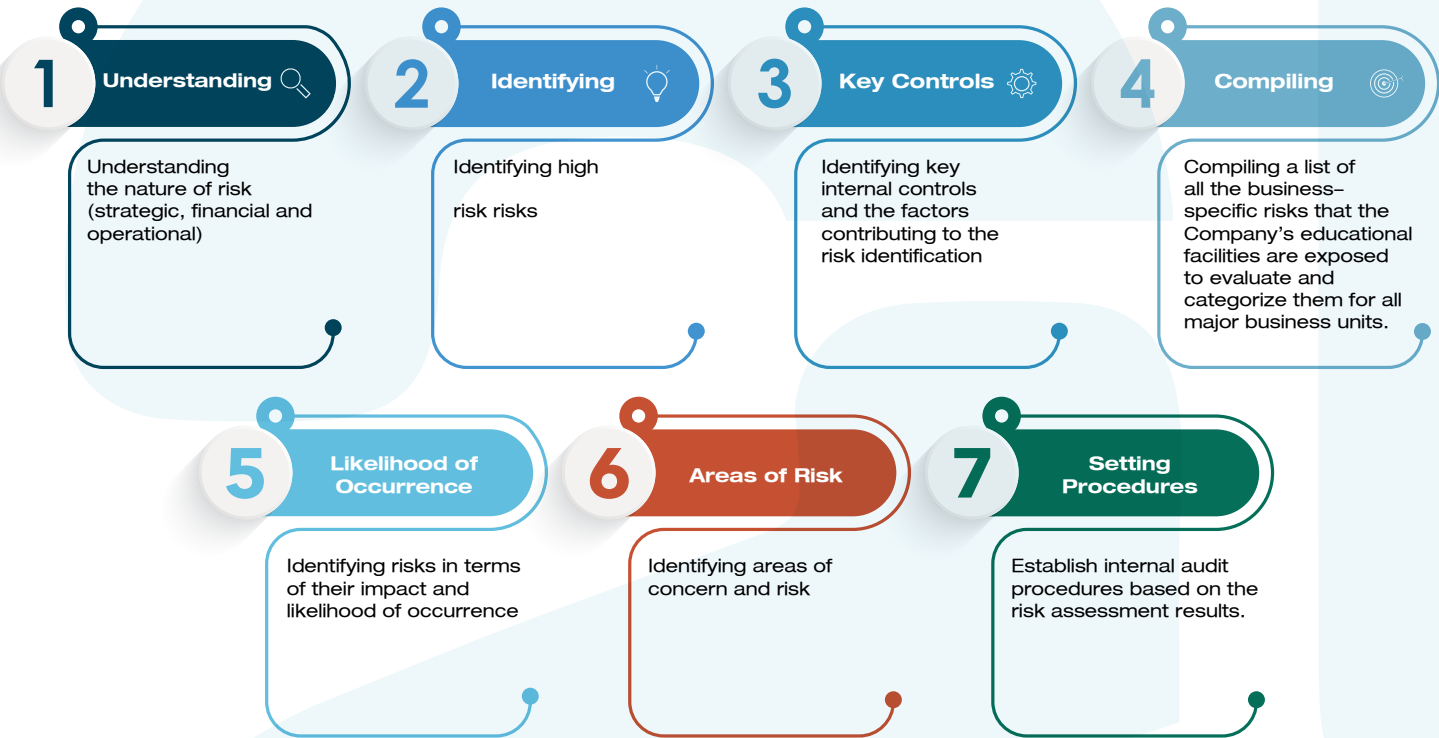 1
Understanding
Understanding
the nature of risk
(strategic, financial and
operational)
2
Identifying
Identifying high
risk risks
3
Key Controls
Identifying key
internal controls
and the factors
contributing to the
risk identification
4
Compiling
Compiling a list of
all the business–
specific risks that the
Company’s educational
facilities are exposed
to evaluate and
categorize them for all
major business units.
5
Likelihood of
Occurrence
Identifying risks in terms
of their impact and
likelihood of occurrence
6
Areas of Risk
Identifying areas of
concern and risk
7
Setting
Procedures
Establish internal audit
procedures based on the
risk assessment results.